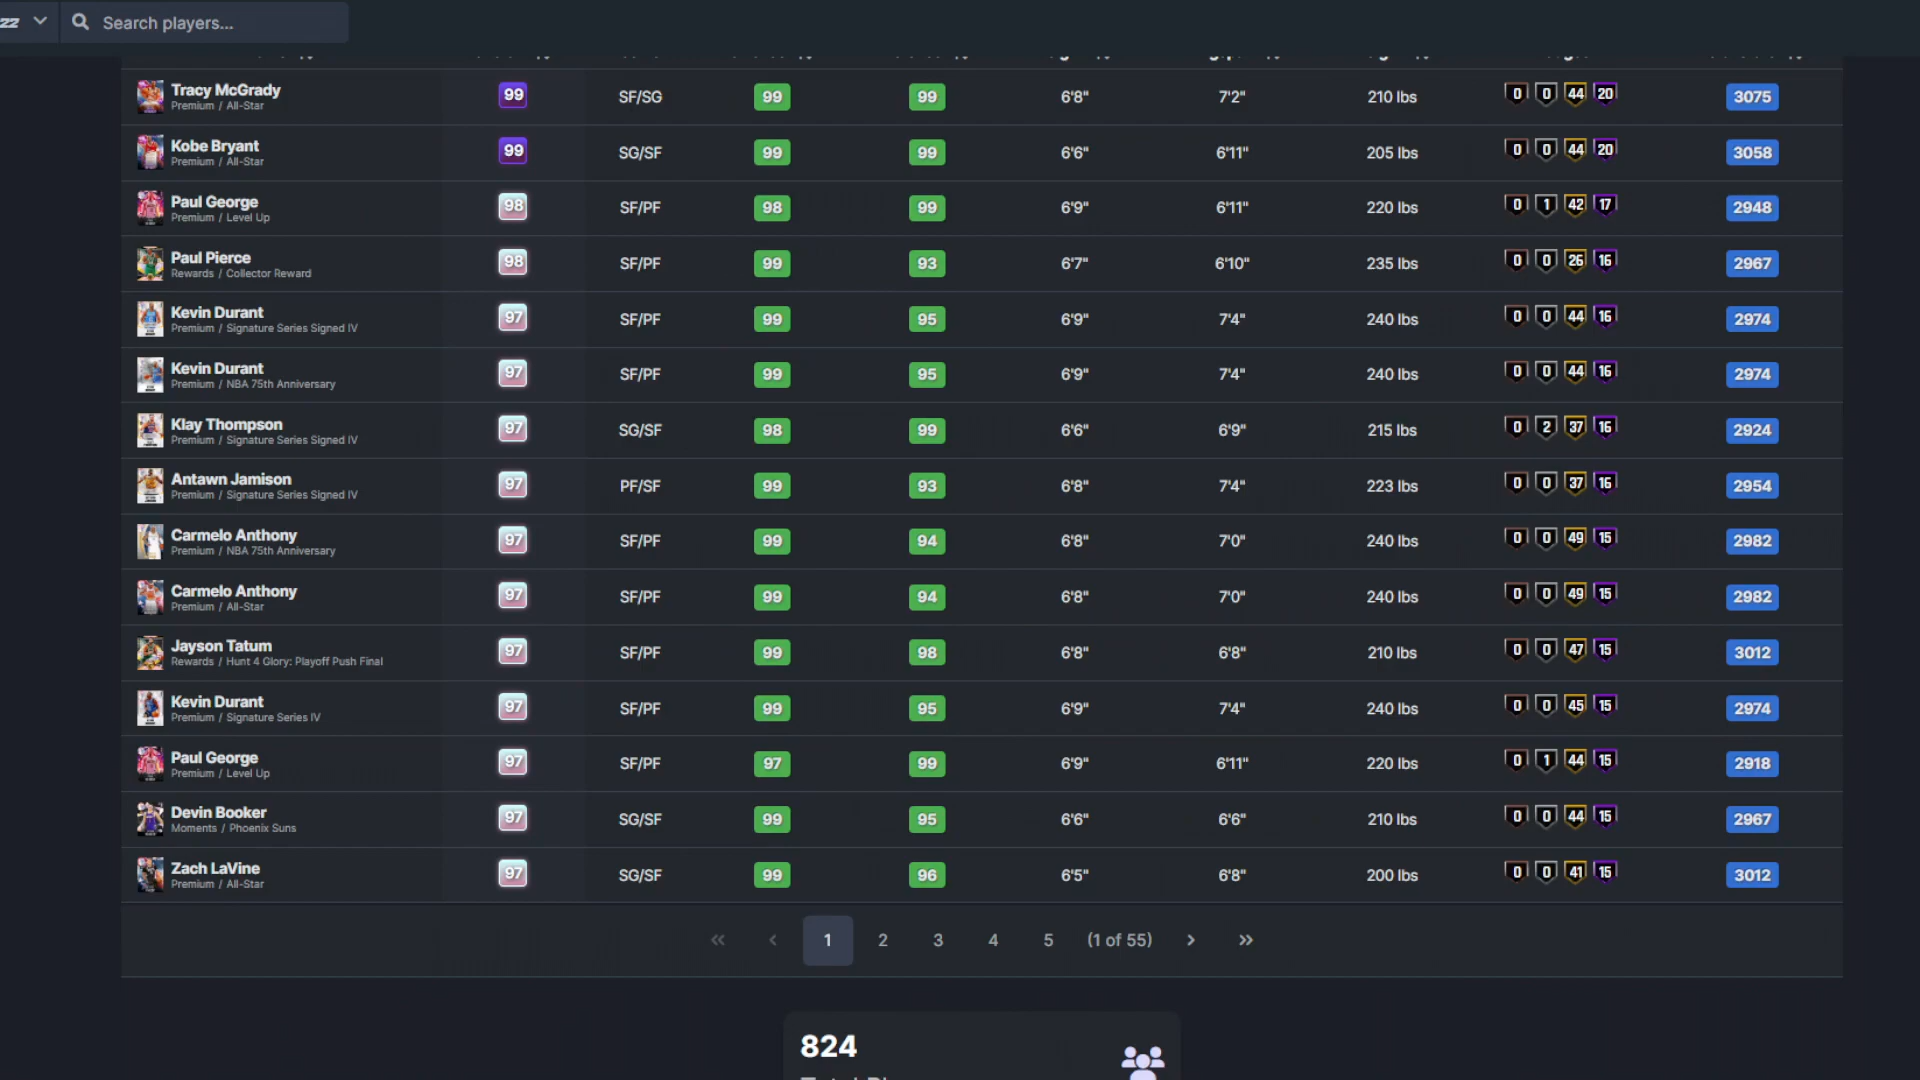 Search players...
Tracy McGrady 99 SF/SG 99 99 6'8" 7'2" 210 lbs 0 0 44 20 3075
Premium / All-Star
Kobe Bryant 99 SG/SF 99 99 6'6" 6'11" 205 lbs 0 0 44 20 3058
Premium / All-Star
Paul George 98 SF/PF 98 99 6'9" 6'11" 220 lbs 0 1 42 17 2948
Premium / Level Up
Paul Pierce 98 SF/PF 99 93 6'7" 6'10" 235 lbs 0 0 26 16 2967
Rewards / Collector Reward
Kevin Durant 97 SF/PF 99 95 6'9" 7'4" 240 lbs 0 0 44 16 2974
Premium / Signature Series Signed IV
Kevin Durant 97 SF/PF 99 95 6'9" 7'4" 240 lbs 0 0 44 16 2974
Premium / NBA 75th Anniversary
Klay Thompson 97 SG/SF 98 99 6'6" 6'9" 215 lbs 0 2 37 16 2924
Premium / Signature Series Signed IV
Antawn Jamison 97 PF/SF 99 93 6'8" 7'4" 223 lbs 0 0 37 16 2954
Premium / Signature Series Signed IV
Carmelo Anthony 97 SF/PF 99 94 6'8" 7'0" 240 lbs 0 0 49 15 2982
Premium / NBA 75th Anniversary
Carmelo Anthony 97 SF/PF 99 94 6'8" 7'0" 240 lbs 0 0 49 15 2982
Premium / All-Star
Jayson Tatum 97 SF/PF 99 98 6'8" 6'8" 210 lbs 0 0 47 15 3012
Rewards / Hunt 4 Glory: Playoff Push Final
Kevin Durant 97 SF/PF 99 95 6'9" 7'4" 240 lbs 0 0 45 15 2974
Premium / Signature Series IV
Paul George 97 SF/PF 97 99 6'9" 6'11" 220 lbs 0 1 44 15 2918
Premium / Level Up
Devin Booker 97 SG/SF 99 95 6'6" 6'6" 210 lbs 0 0 44 15 2967
Moments / Phoenix Suns
Zach LaVine 97 SG/SF 99 96 6'5" 6'8" 200 lbs 0 0 41 15 3012
Premium / All-Star
« ‹ 1 2 3 4 5 (1 of 55) › »
824